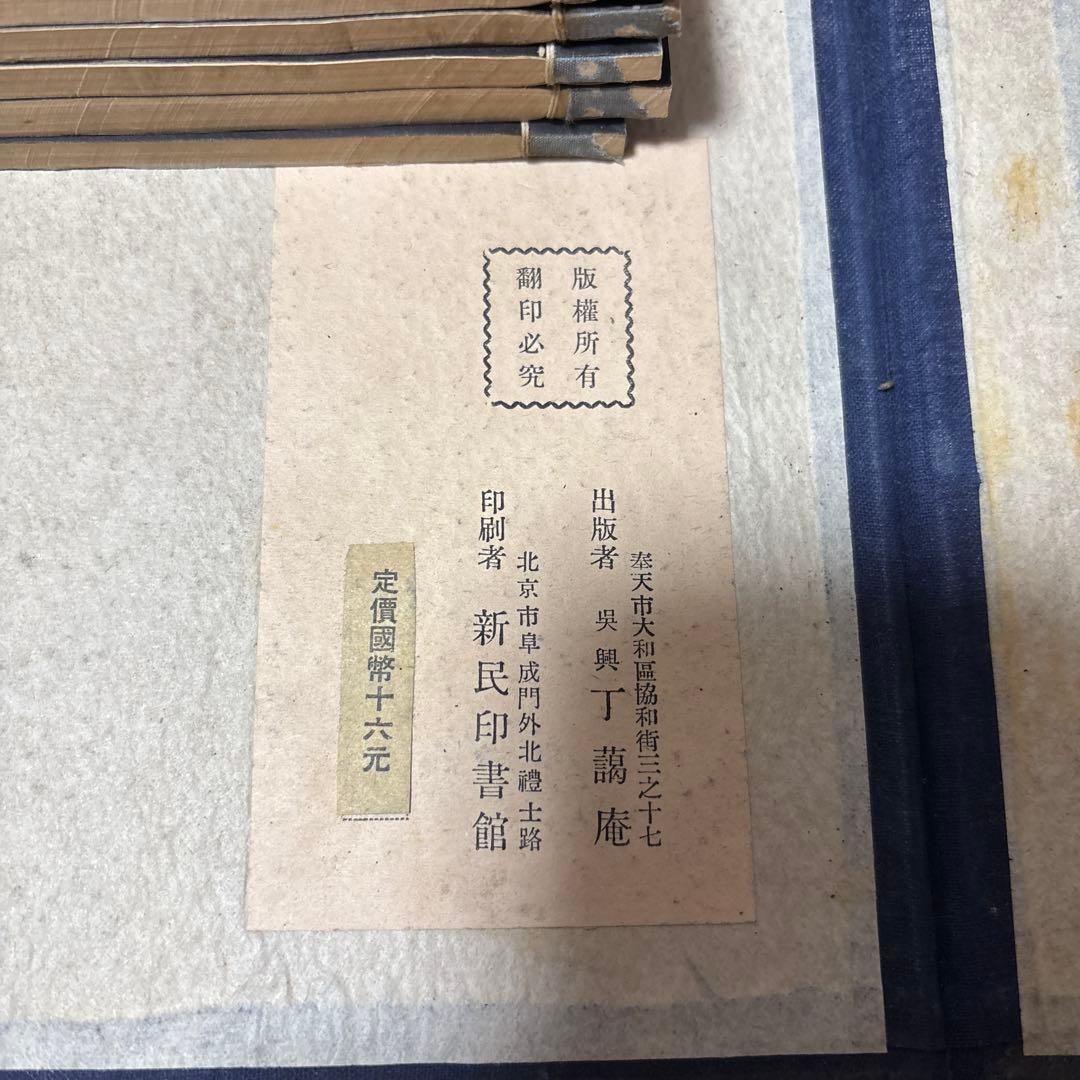 版權所有
翻印必究
奉天市大和區協和街三之十七
出版者 吳興丁藹庵
北京市阜成門外北禮士路
印刷者 新民印書館
定價國幣十六元